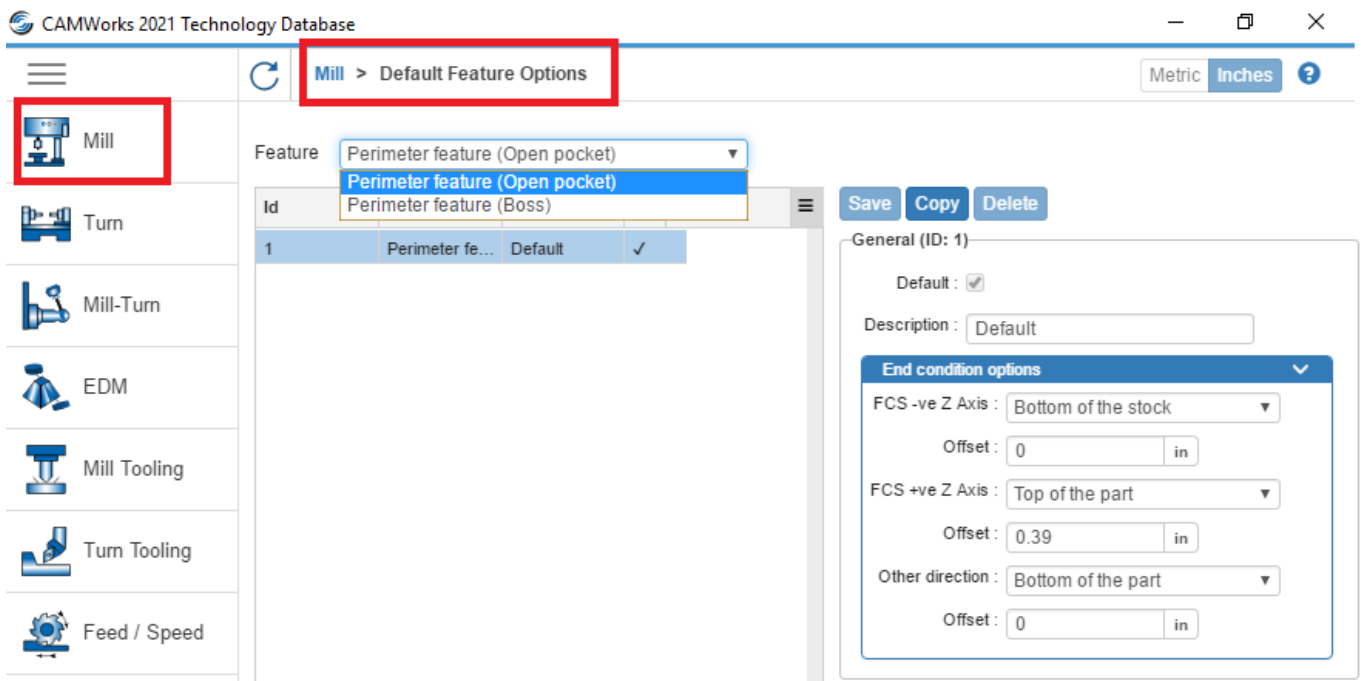 CAMWorks 2021 Technology Database
Mill > Default Feature Options
Metric Inches ?
Mill
Turn
Mill-Turn
EDM
Mill Tooling
Turn Tooling
Feed / Speed
Feature Perimeter feature (Open pocket)
Perimeter feature (Open pocket)
Perimeter feature (Boss)
Id
1 Perimeter fe... Default ✓
Save Copy Delete
General (ID: 1)
Default :
Description : Default
End condition options
FCS -ve Z Axis : Bottom of the stock
Offset : 0 in
FCS +ve Z Axis : Top of the part
Offset : 0.39 in
Other direction : Bottom of the part
Offset : 0 in